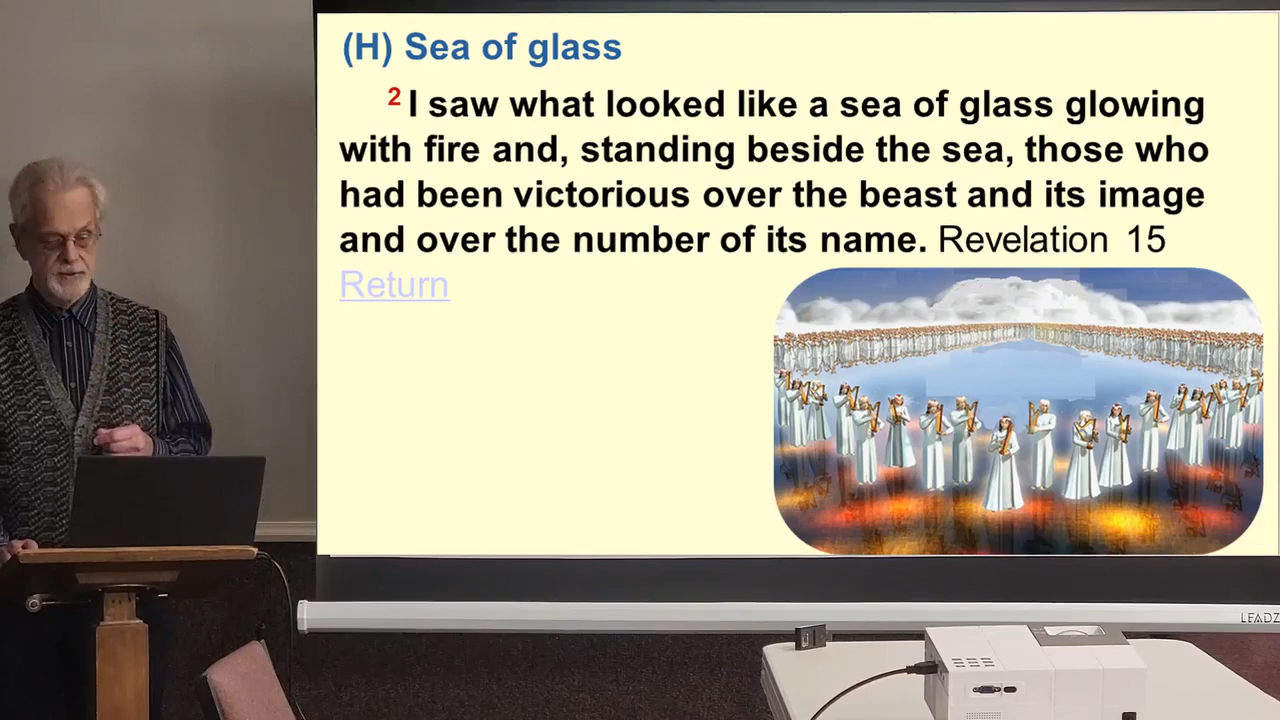 (H) Sea of glass
2 I saw what looked like a sea of glass glowing
with fire and, standing beside the sea, those who
had been victorious over the beast and its image
and over the number of its name. Revelation 15
Return
LEADZ